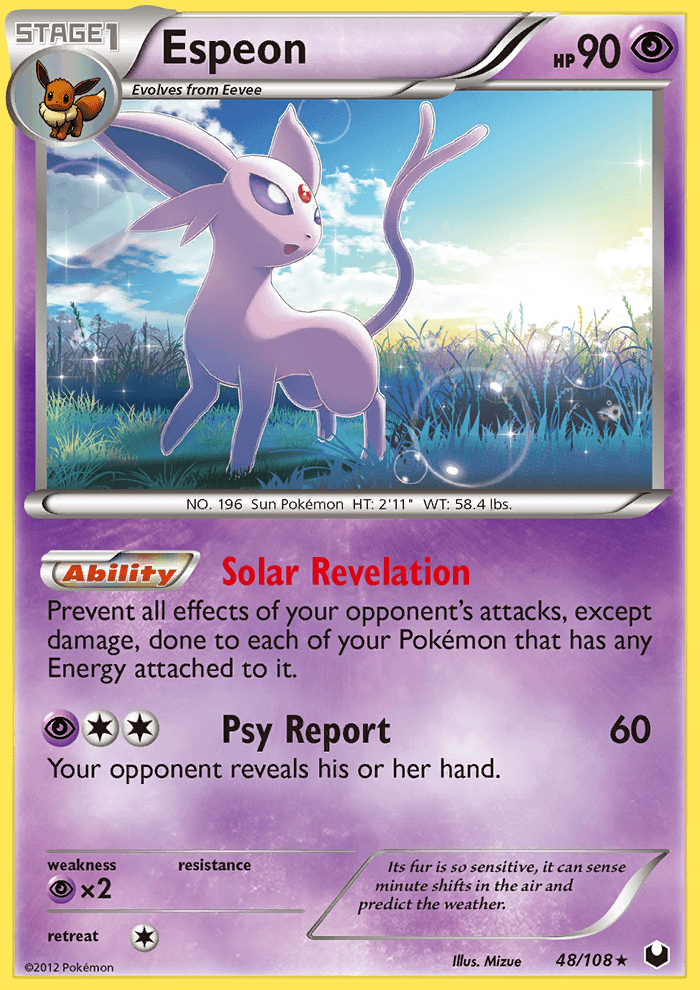 STAGE1
Espeon
HP 90
Evolves from Eevee
NO. 196 Sun Pokémon HT: 2'11" WT: 58.4 lbs.
Ability Solar Revelation
Prevent all effects of your opponent's attacks, except
damage, done to each of your Pokémon that has any
Energy attached to it.
Psy Report 60
Your opponent reveals his or her hand.
weakness resistance
×2
Its fur is so sensitive, it can sense
minute shifts in the air and
predict the weather.
retreat
©2012 Pokémon
Illus. Mizue 48/108★